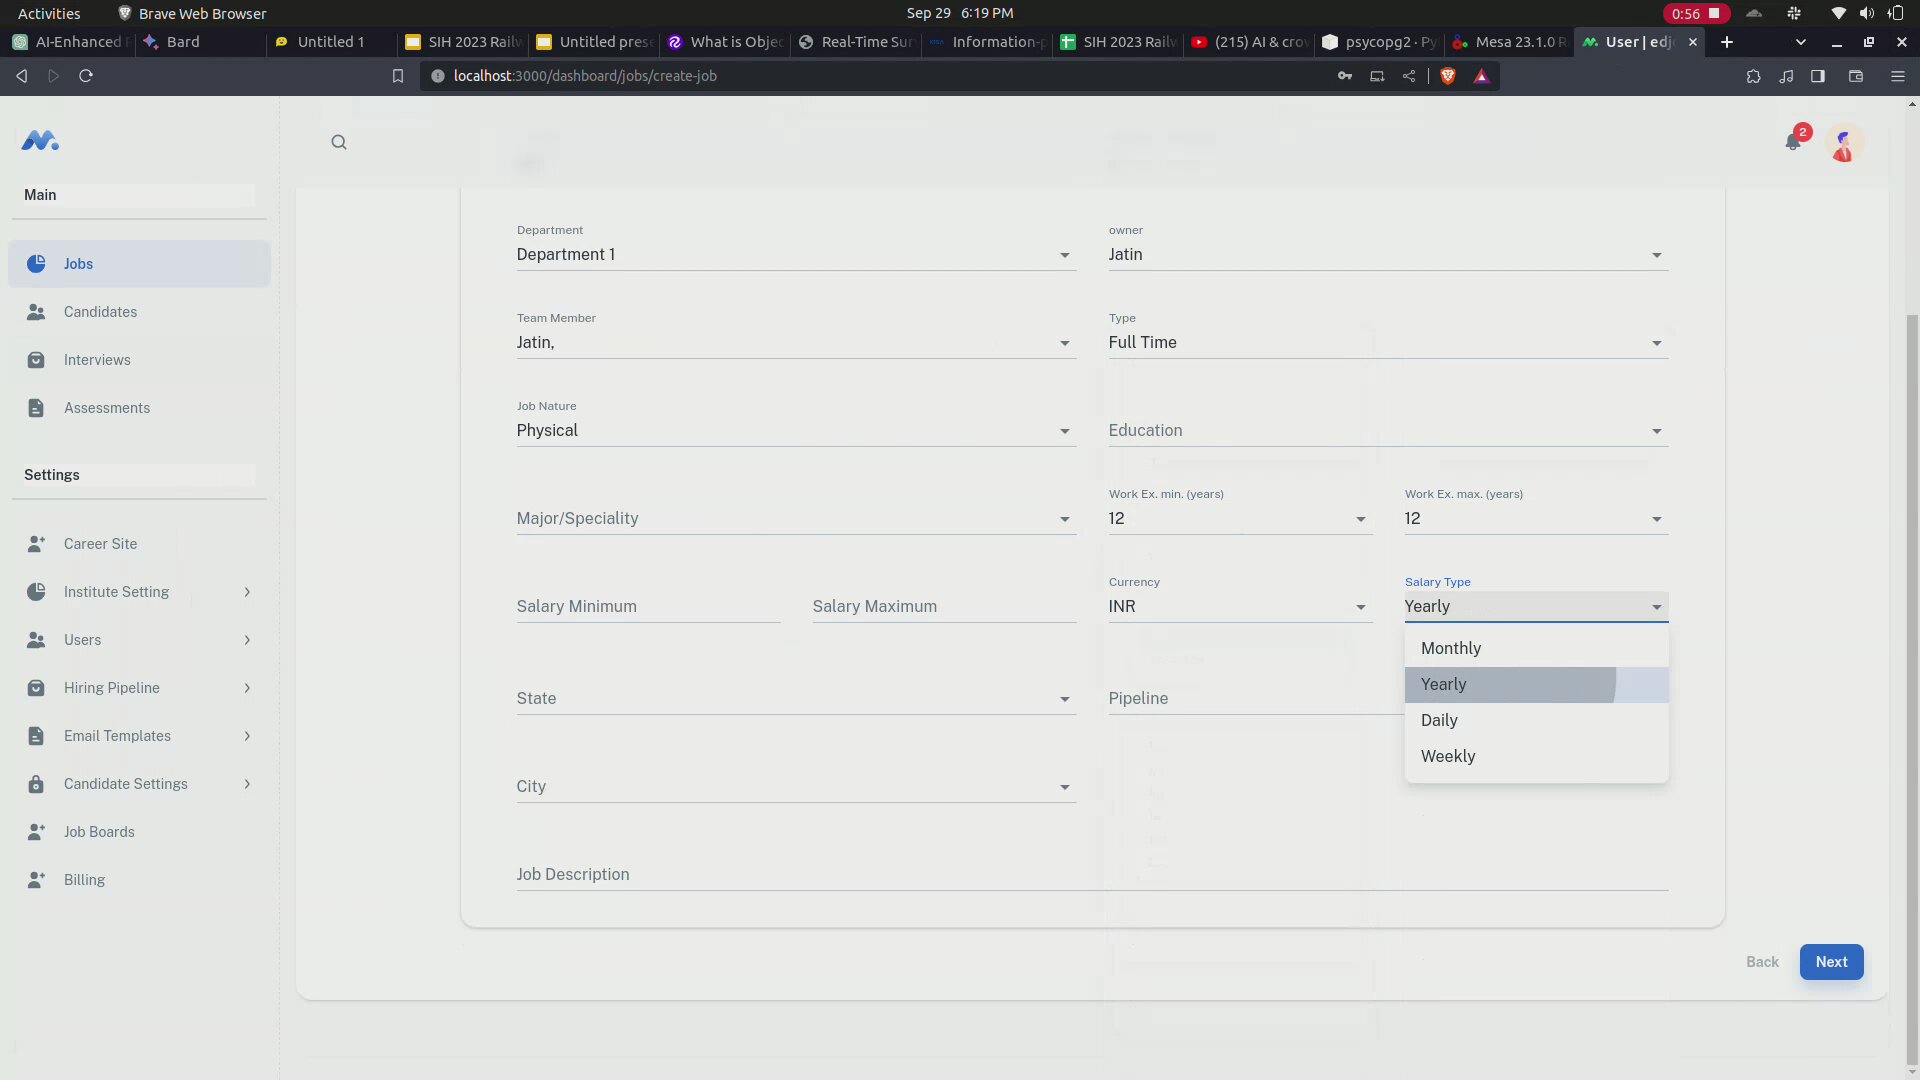 Activities
Brave Web Browser
Sep 29 6:19 PM
0:56
AI-Enhanced
Bard
Untitled 1
SIH 2023 Railw
Untitled prese
What is Objec
Real-Time Sur
Information-p
SIH 2023 Railw
(215) AI & crow
psycopg2 · Py
Mesa 23.1.0 R
User | edj
localhost:3000/dashboard/jobs/create-job
2
Main
Jobs
Candidates
Interviews
Assessments
Settings
Career Site
Institute Setting
Users
Hiring Pipeline
Email Templates
Candidate Settings
Job Boards
Billing
Department
Department 1
owner
Jatin
Team Member
Jatin,
Type
Full Time
Job Nature
Physical
Education
Major/Speciality
Work Ex. min. (years)
12
Work Ex. max. (years)
12
Salary Minimum
Salary Maximum
Currency
INR
Salary Type
Yearly
Monthly
Yearly
Daily
Weekly
State
Pipeline
City
Job Description
Back
Next